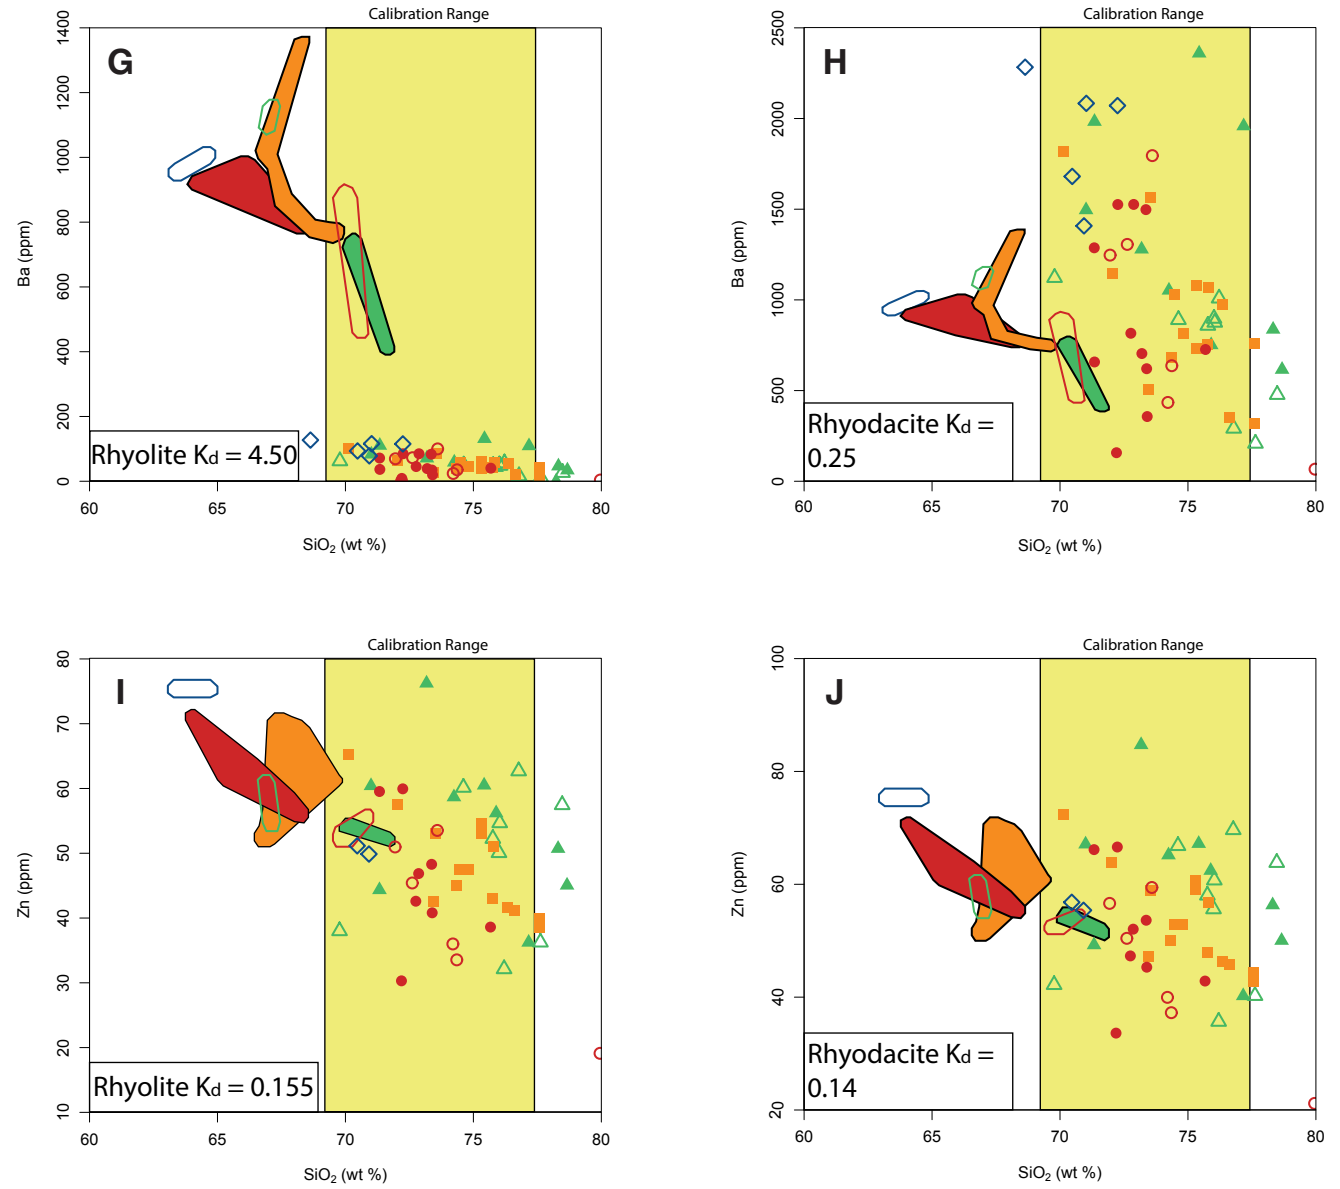 Calibration Range
G
Ba (ppm)
1400
1200
1000
800
600
400
200
0
Rhyolite Kd = 4.50
60
65
70
75
80
SiO2 (wt %)
Calibration Range
H
Ba (ppm)
2500
2000
1500
1000
500
0
Rhyodacite Kd =
0.25
60
65
70
75
80
SiO2 (wt %)
Calibration Range
I
Zn (ppm)
80
70
60
50
40
30
20
10
Rhyolite Kd = 0.155
60
65
70
75
80
SiO2 (wt %)
Calibration Range
J
Zn (ppm)
100
80
60
40
20
Rhyodacite Kd =
0.14
60
65
70
75
80
SiO2 (wt %)